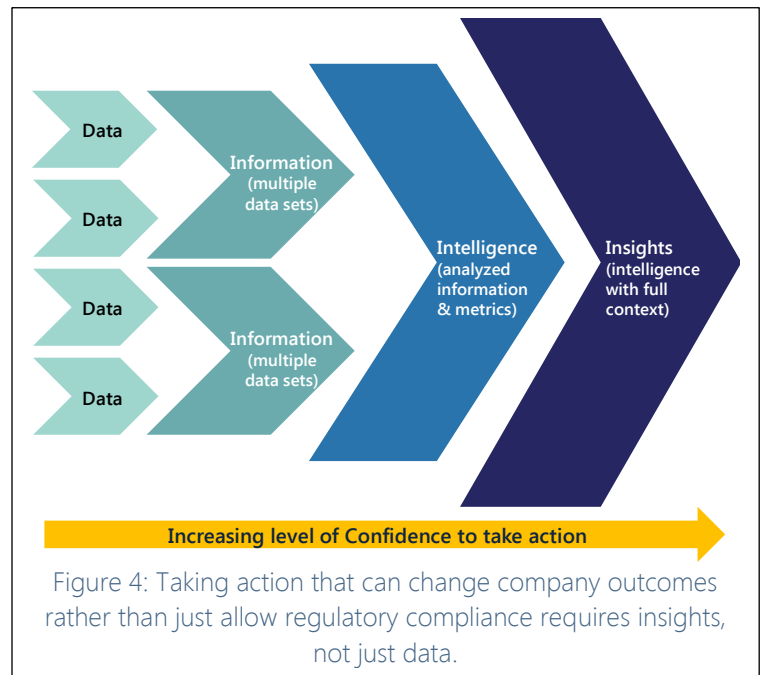 Data
Data
Data
Data
Information
(multiple
data sets)
Information
(multiple
data sets)
Intelligence
(analyzed
information
& metrics)
Insights
(intelligence
with full
context)
Increasing level of Confidence to take action
Figure 4: Taking action that can change company outcomes
rather than just allow regulatory compliance requires insights,
not just data.